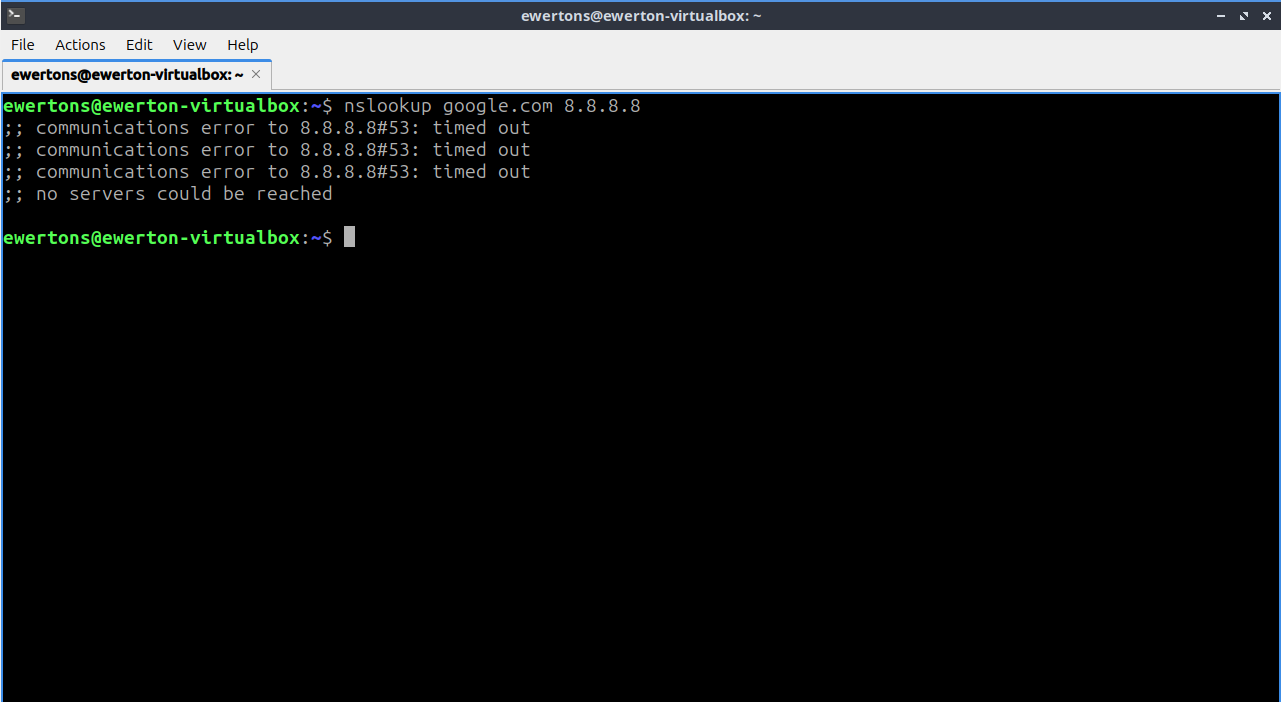 ewertons@ewerton-virtualbox: ~
File Actions Edit View Help
ewertons@ewerton-virtualbox: ~
ewertons@ewerton-virtualbox:~$ nslookup google.com 8.8.8.8
;; communications error to 8.8.8.8#53: timed out
;; communications error to 8.8.8.8#53: timed out
;; communications error to 8.8.8.8#53: timed out
;; no servers could be reached
ewertons@ewerton-virtualbox:~$